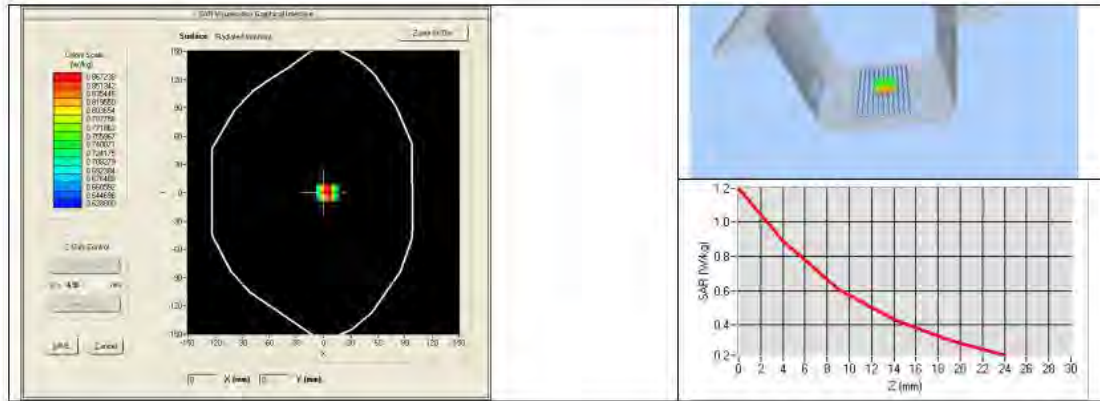 SAR Visualisation Graphical Interface
Surface Radiated Intensity
Zoom In/Out
Colors Scale
(W/kg)
0.867238
0.851342
0.835446
0.819550
0.803654
0.787758
0.771862
0.755967
0.740071
0.724175
0.708279
0.692384
0.676488
0.660592
0.644696
0.628800
150
120
90
60
30
0
-30
-60
-90
-120
-150
-150 -120 -90 -60 -30 0 30 60 90 120 150
X
mm
SAVE Cancel
0 X (mm) 0 Y (mm)
SAR (W/kg)
1.2
1.0
0.8
0.6
0.4
0.2
0 2 4 6 8 10 12 14 16 18 20 22 24 26 28 30
Z (mm)